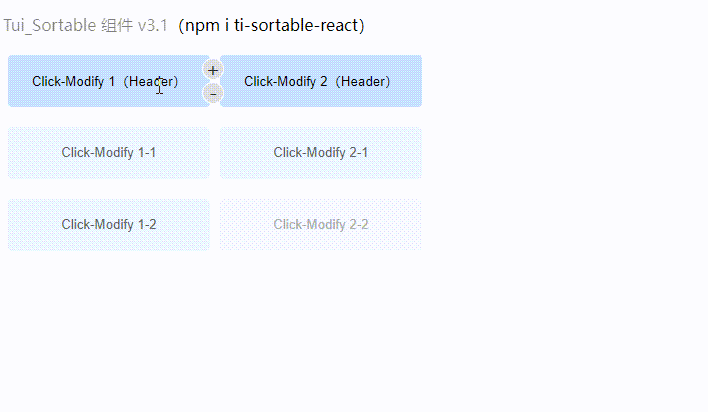 Tui_Sortable 组件 v3.1（npm i ti-sortable-react）
Click-Modify 1（Header） + Click-Modify 2（Header）
-
Click-Modify 1-1 Click-Modify 2-1
Click-Modify 1-2 Click-Modify 2-2